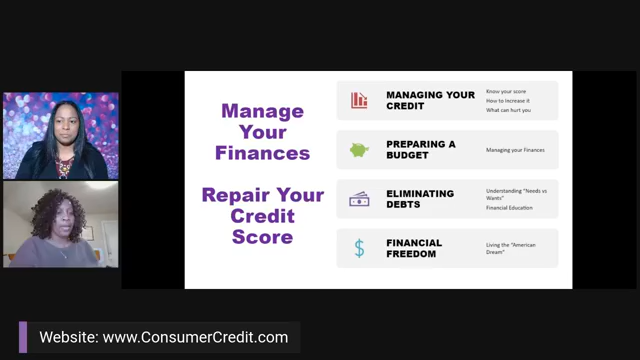 Manage
Your
Finances
Repair Your
Credit
Score
MANAGING YOUR
CREDIT
Know your score
How to Increase it
What can hurt you
PREPARING A
BUDGET
Managing your Finances
ELIMINATING
DEBTS
Understanding "Needs vs
Wants"
Financial Education
FINANCIAL
FREEDOM
Living the "American
Dream"
Website: www.ConsumerCredit.com